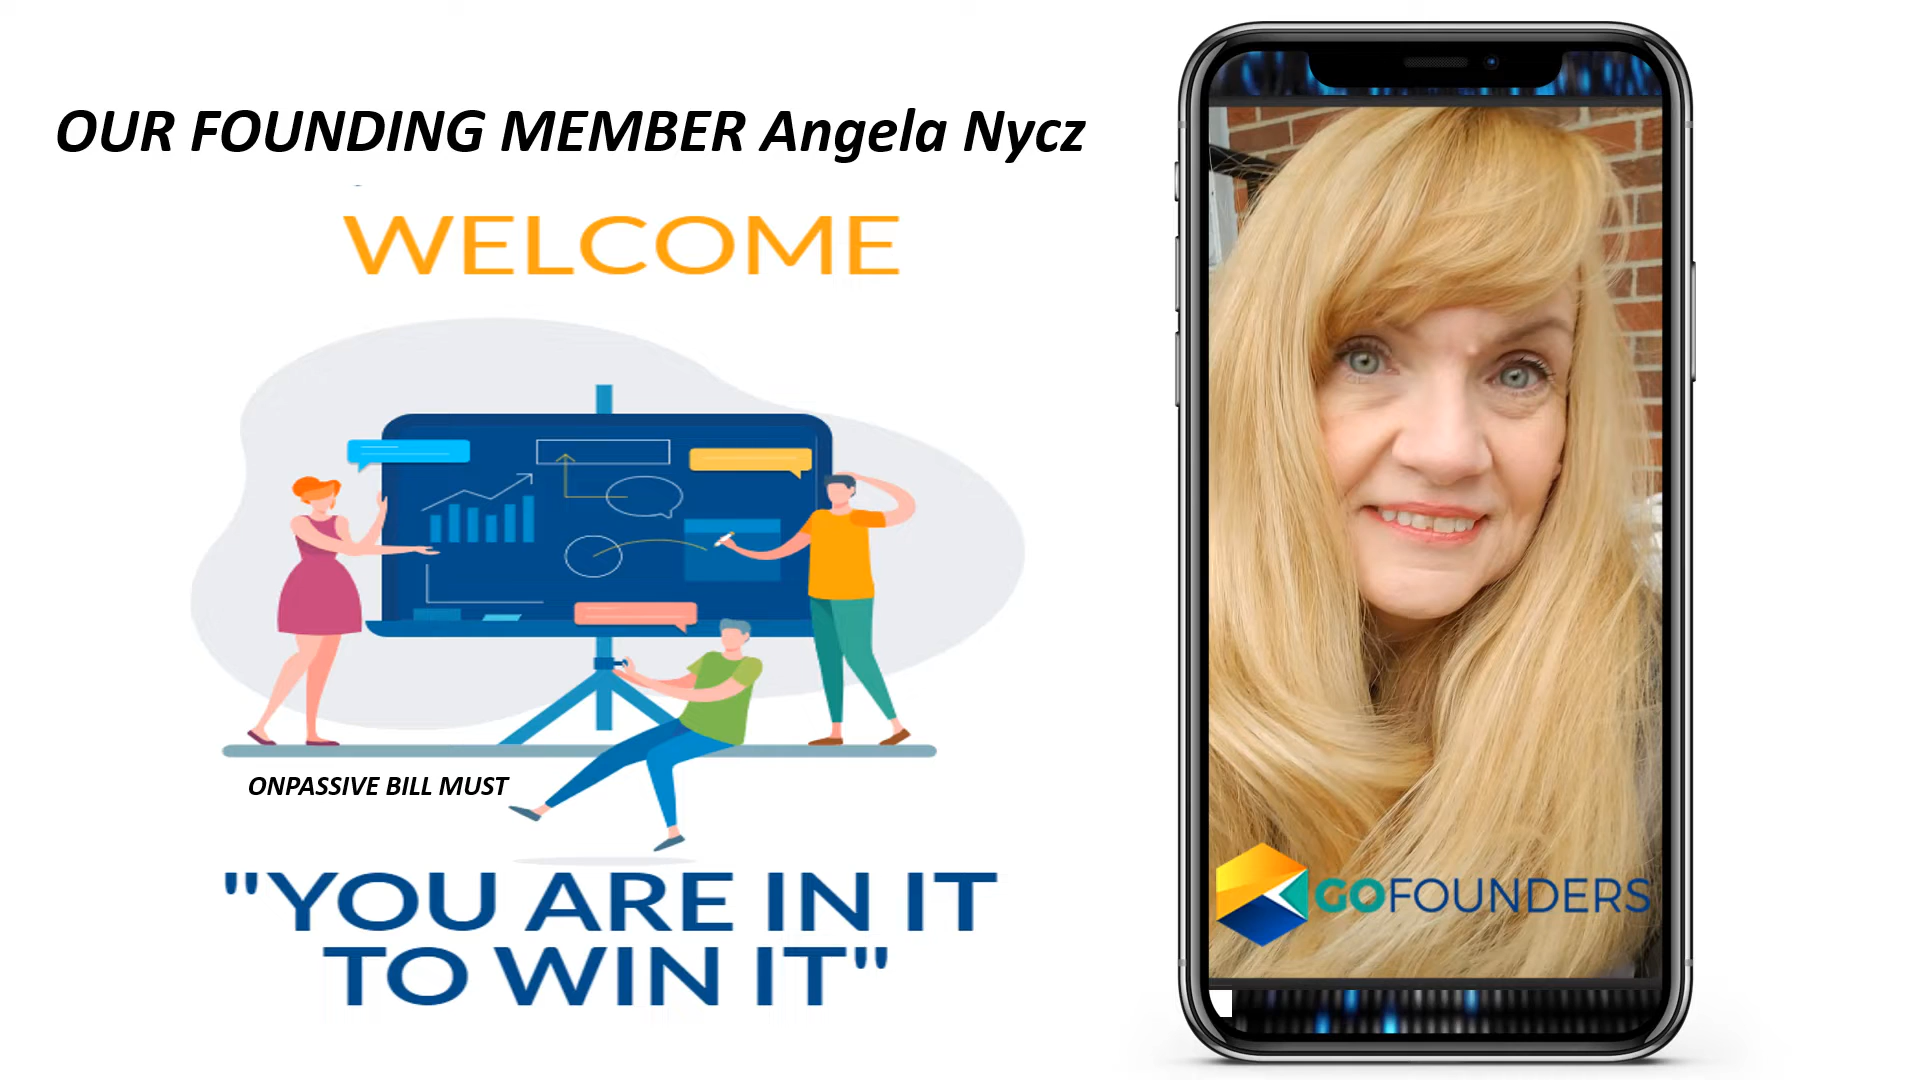 OUR FOUNDING MEMBER Angela Nycz
WELCOME
ONPASSIVE BILL MUST
"YOU ARE IN IT
TO WIN IT"
GOFOUNDERS